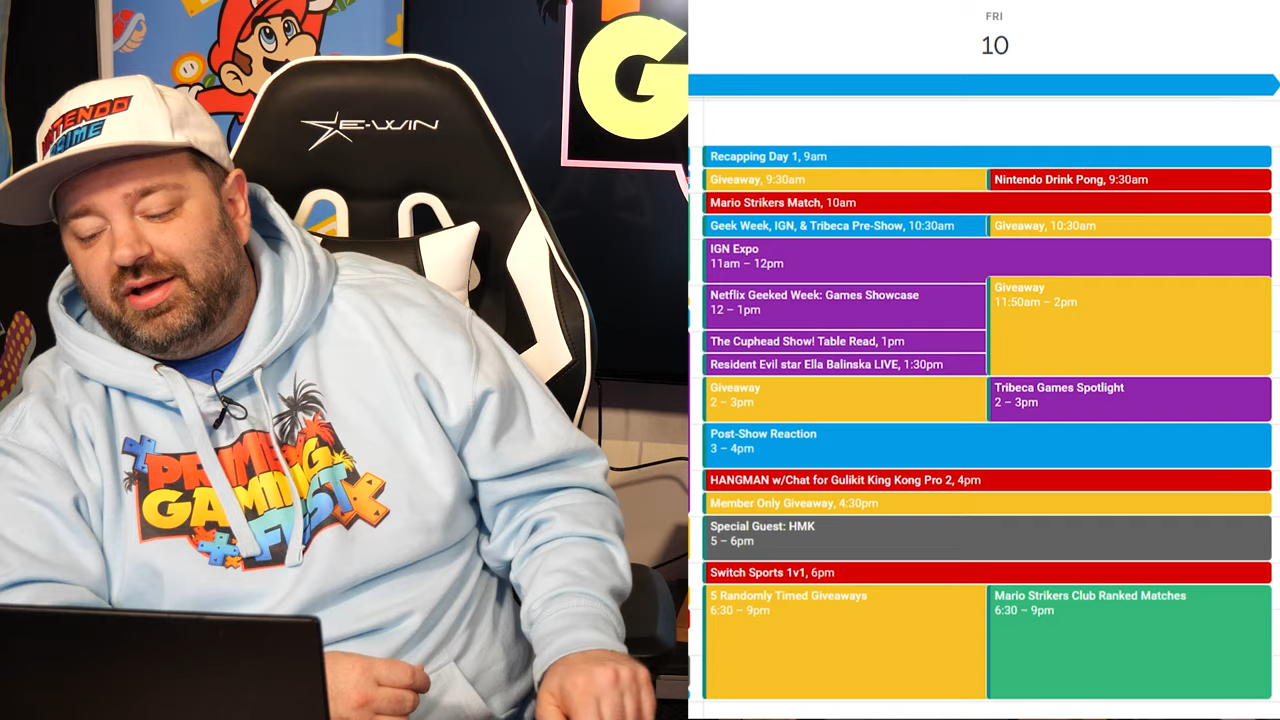 NINTENDO
PRIME
E-WIN
G
PRIME
GAMING
FEST
FRI
10
Recapping Day 1, 9am
Giveaway, 9:30am
Nintendo Drink Pong, 9:30am
Mario Strikers Match, 10am
Geek Week, IGN, & Tribeca Pre-Show, 10:30am
Giveaway, 10:30am
IGN Expo
11am – 12pm
Giveaway
11:50am – 2pm
Netflix Geeked Week: Games Showcase
12 – 1pm
The Cuphead Show! Table Read, 1pm
Resident Evil star Ella Balinska LIVE, 1:30pm
Giveaway
2 – 3pm
Tribeca Games Spotlight
2 – 3pm
Post-Show Reaction
3 – 4pm
HANGMAN w/Chat for Gulikit King Kong Pro 2, 4pm
Member Only Giveaway, 4:30pm
Special Guest: HMK
5 – 6pm
Switch Sports 1v1, 6pm
5 Randomly Timed Giveaways
6:30 – 9pm
Mario Strikers Club Ranked Matches
6:30 – 9pm